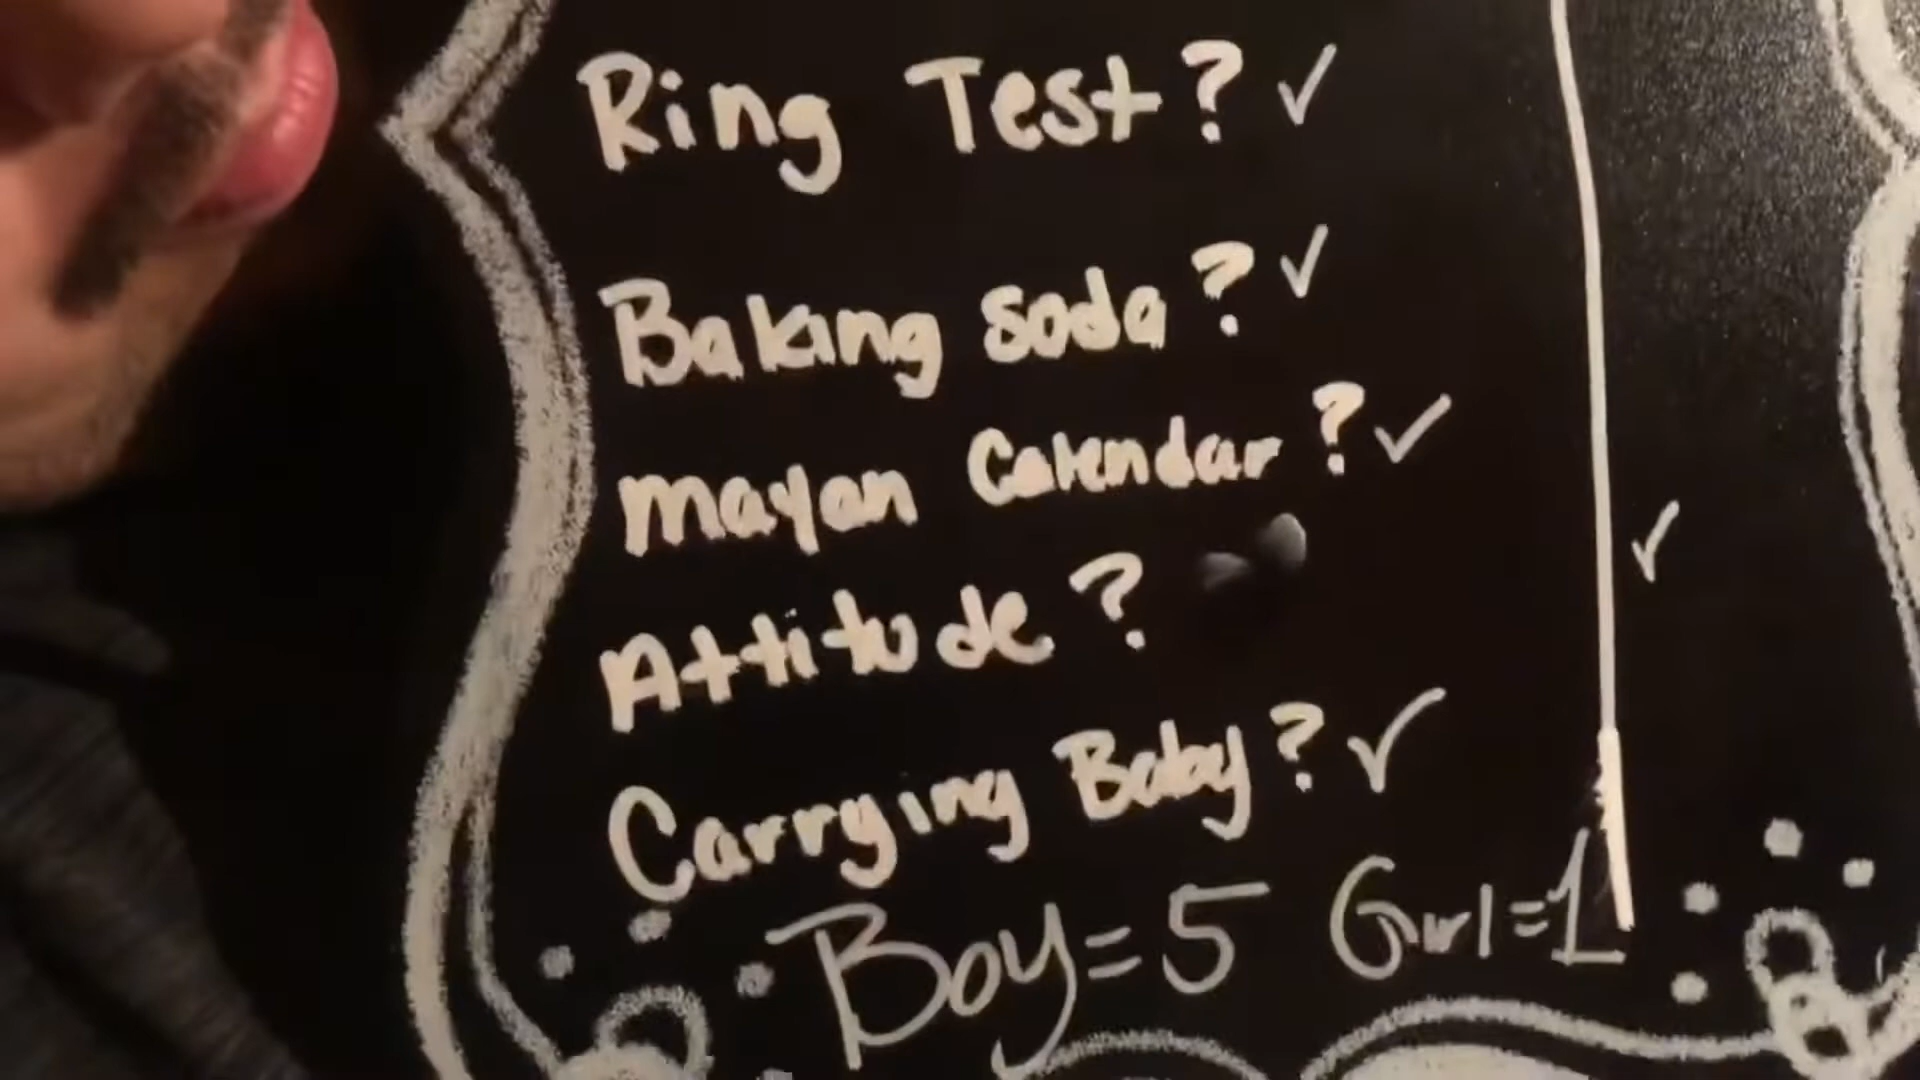 Ring Test? ✓
Baking soda? ✓
Mayan Calendar? ✓
Attitude? ✓
Carrying Baby? ✓
Boy=5 Girl=1